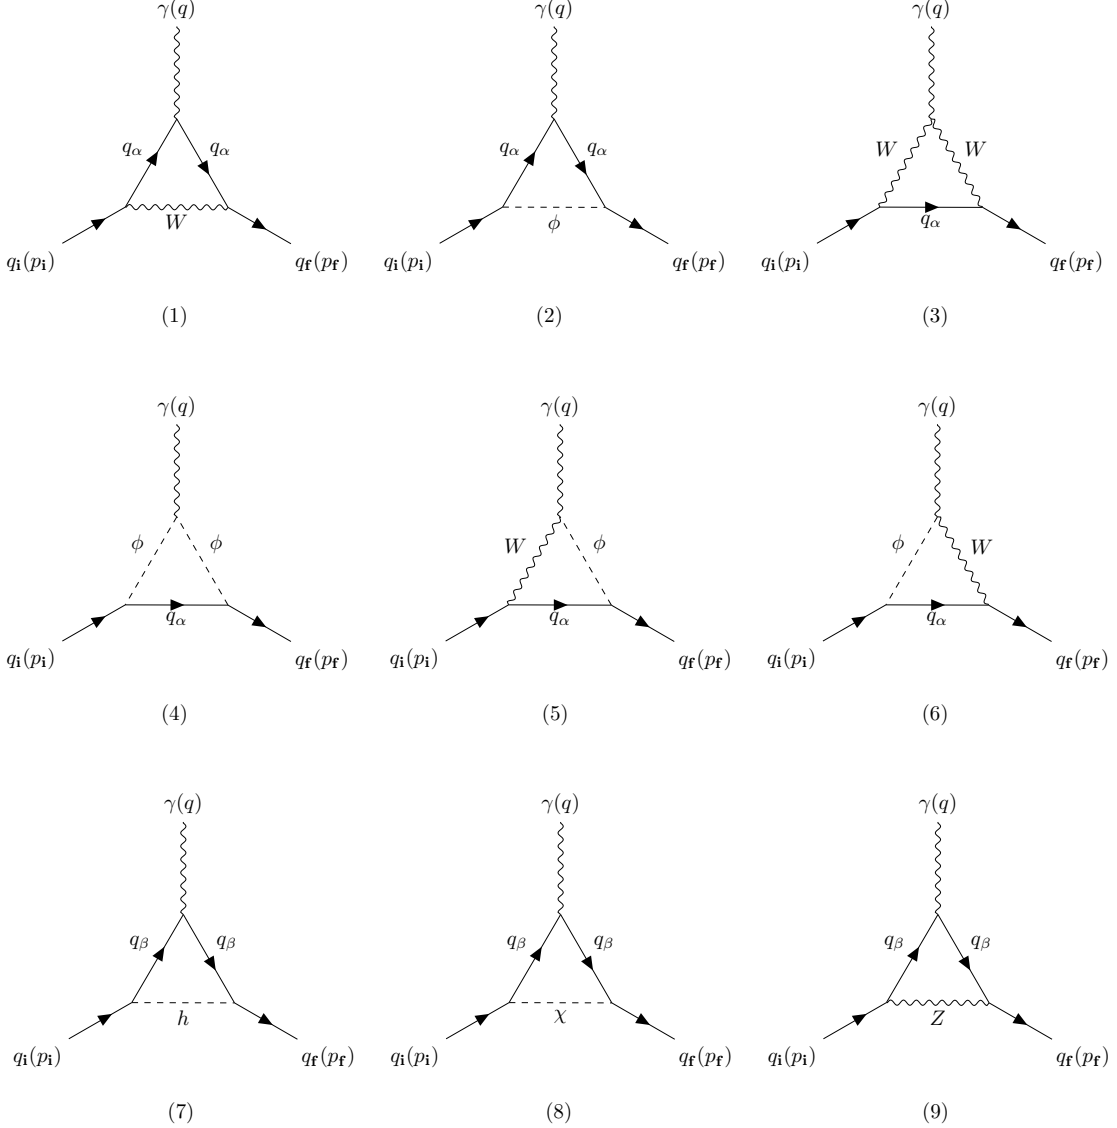 γ(q) γ(q) γ(q)
q_α q_α q_α q_α W W
W ϕ q_α
q_i(p_i) q_f(p_f) q_i(p_i) q_f(p_f) q_i(p_i) q_f(p_f)
(1) (2) (3)
γ(q) γ(q) γ(q)
ϕ ϕ W ϕ ϕ W
q_α q_α q_α
q_i(p_i) q_f(p_f) q_i(p_i) q_f(p_f) q_i(p_i) q_f(p_f)
(4) (5) (6)
γ(q) γ(q) γ(q)
q_β q_β q_β q_β q_β q_β
h χ Z
q_i(p_i) q_f(p_f) q_i(p_i) q_f(p_f) q_i(p_i) q_f(p_f)
(7) (8) (9)